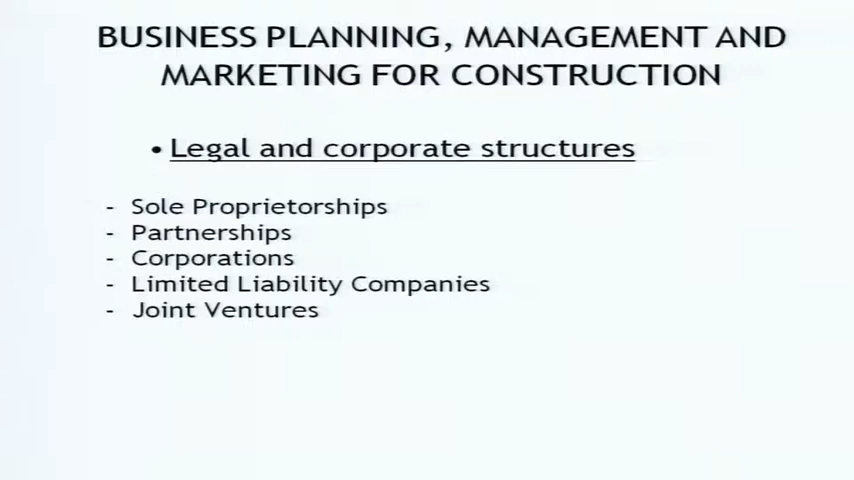 BUSINESS PLANNING, MANAGEMENT AND
MARKETING FOR CONSTRUCTION
• Legal and corporate structures
- Sole Proprietorships
- Partnerships
- Corporations
- Limited Liability Companies
- Joint Ventures